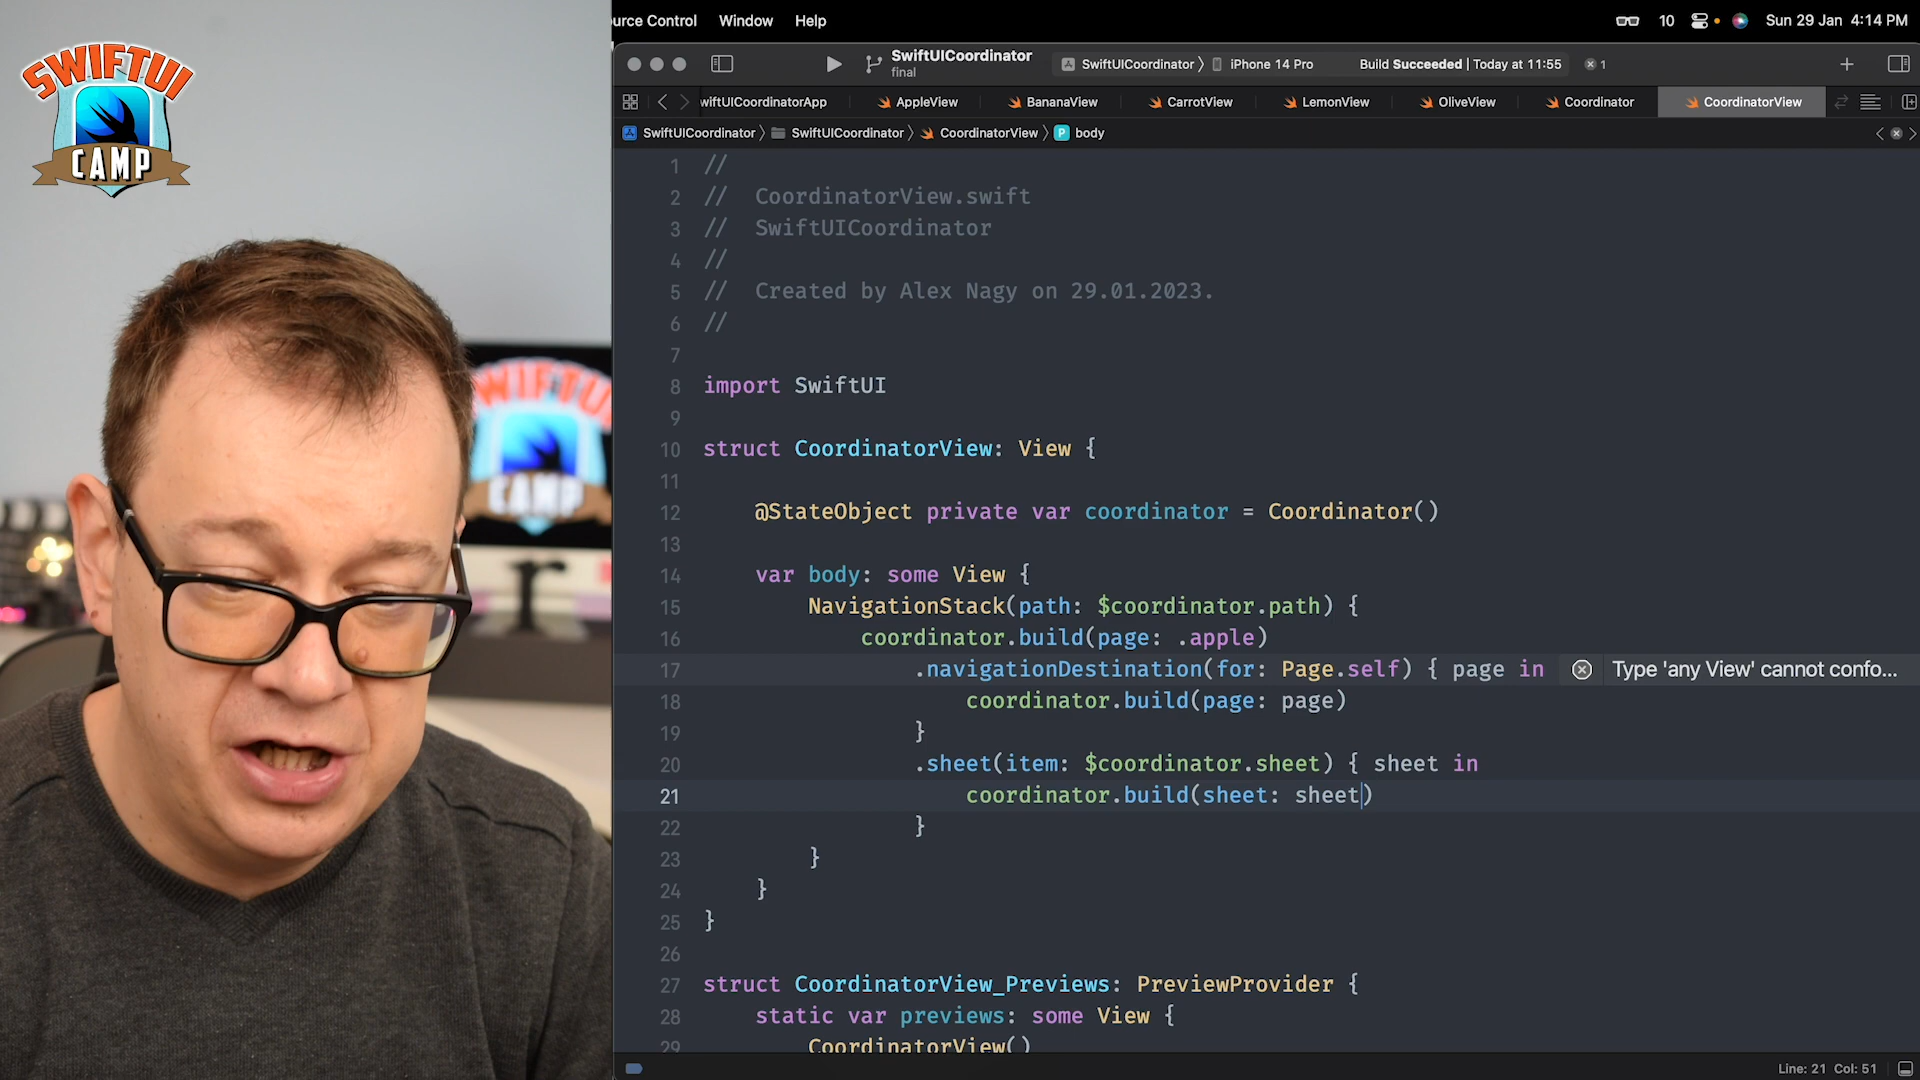 SWIFTUI
CAMP
SWIFTUI
CAMP
urce Control Window Help
10 Sun 29 Jan 4:14 PM
SwiftUICoordinator
final
SwiftUICoordinator iPhone 14 Pro Build Succeeded | Today at 11:55 1
wiftUICoordinatorApp AppleView BananaView CarrotView LemonView OliveView Coordinator CoordinatorView
SwiftUICoordinator SwiftUICoordinator CoordinatorView P body
1 //
2 // CoordinatorView.swift
3 // SwiftUICoordinator
4 //
5 // Created by Alex Nagy on 29.01.2023.
6 //
7
8 import SwiftUI
9
10 struct CoordinatorView: View {
11
12 @StateObject private var coordinator = Coordinator()
13
14 var body: some View {
15 NavigationStack(path: $coordinator.path) {
16 coordinator.build(page: .apple)
17 .navigationDestination(for: Page.self) { page in Type 'any View' cannot confo...
18 coordinator.build(page: page)
19 }
20 .sheet(item: $coordinator.sheet) { sheet in
21 coordinator.build(sheet: sheet)
22 }
23 }
24 }
25 }
26
27 struct CoordinatorView_Previews: PreviewProvider {
28 static var previews: some View {
29 CoordinatorView()
Line: 21 Col: 51